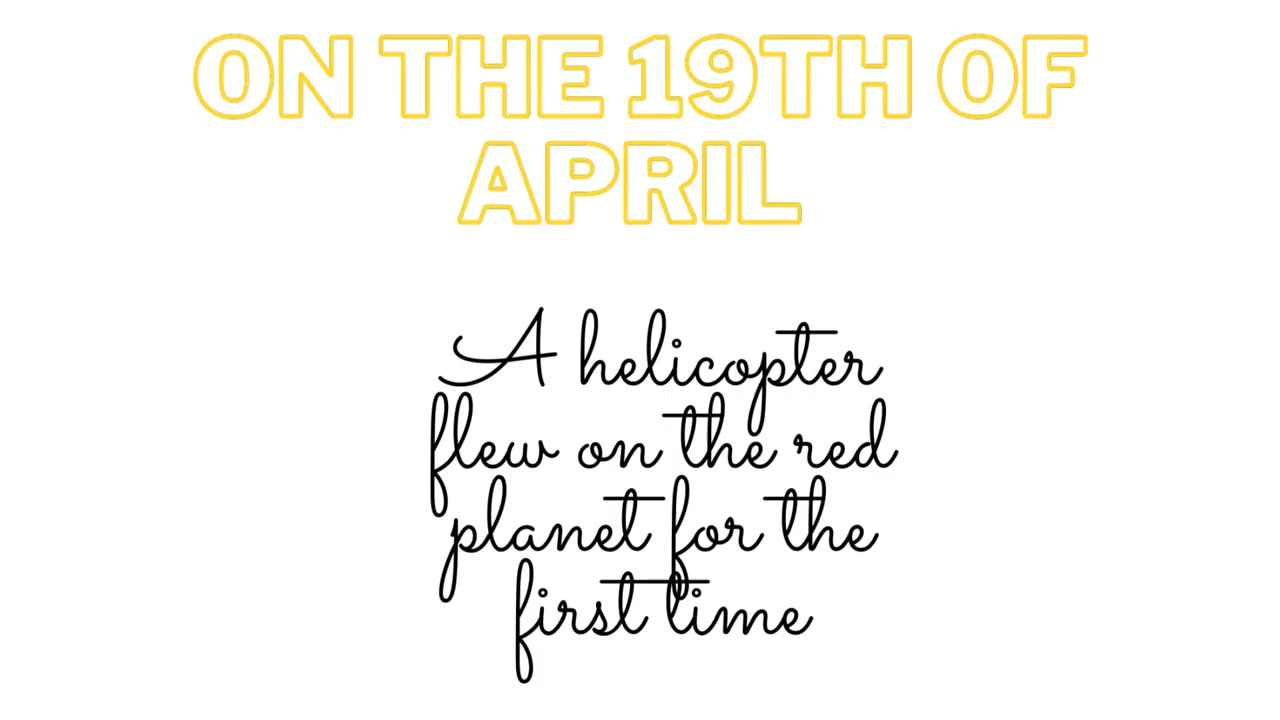 ON THE 19TH OF
APRIL
A helicopter
flew on the red
planet for the
first time